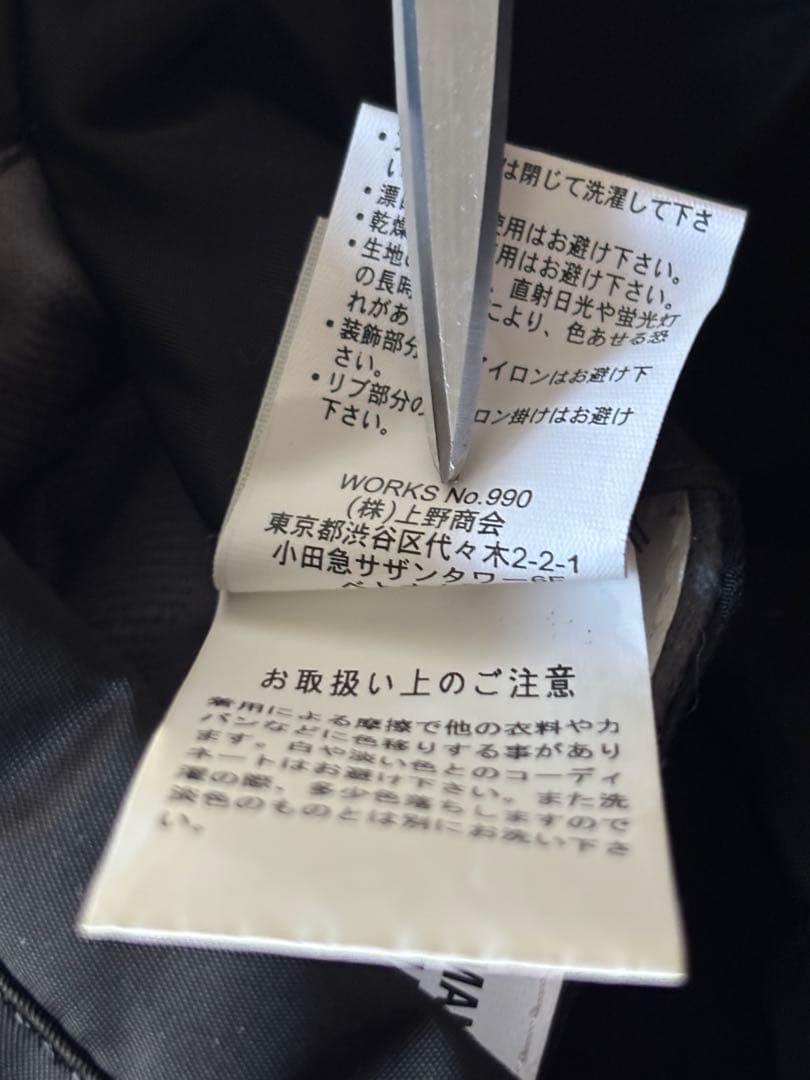 は閉じて洗濯して下さ
い
・漂 使用はお避け下さい。
・乾燥 用はお避け下さい。
・生地 、直射日光や蛍光灯
の長時 により、色あせる恐
れがあ
・装飾部分 アイロンはお避け下
さい。
・リブ部分の ロン掛けはお避け
下さい。
WORKS No.990
(株)上野商会
東京都渋谷区代々木2-2-1
小田急サザンタワー5F
お取扱い上のご注意
着用による摩擦で他の衣料やカ
バンなどに色移りする事があり
ます。白や淡い色とのコーディ
ネートはお避け下さい。また洗
濯の際、多少色落ちしますので
淡色のものとは別にお洗い下さ
い。
MA